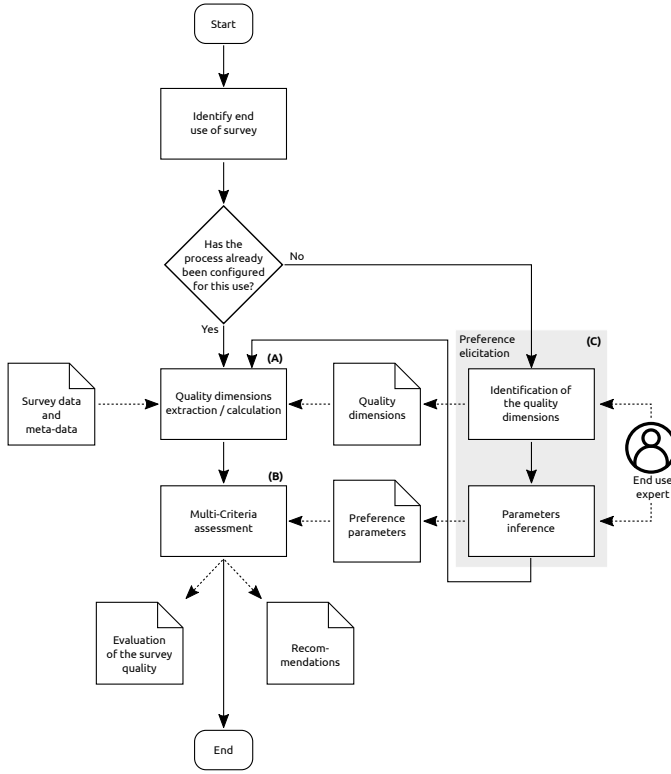 Start
Identify end
use of survey
Has the
process already
been configured
for this use?
No
Yes
Preference
elicitation
(C)
(A)
Survey data
and
meta-data
Quality dimensions
extraction / calculation
Quality
dimensions
Identification of
the quality
dimensions
End use
expert
(B)
Multi-Criteria
assessment
Preference
parameters
Parameters
inference
Evaluation
of the survey
quality
Recom-
mendations
End